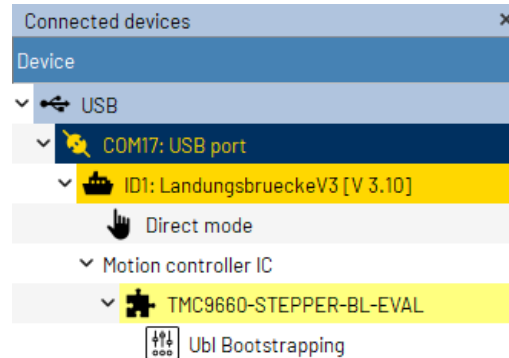 Connected devices ×
Device
USB
COM17: USB port
ID1: LandungsbrueckeV3 [V 3.10]
Direct mode
Motion controller IC
TMC9660-STEPPER-BL-EVAL
Ubl Bootstrapping